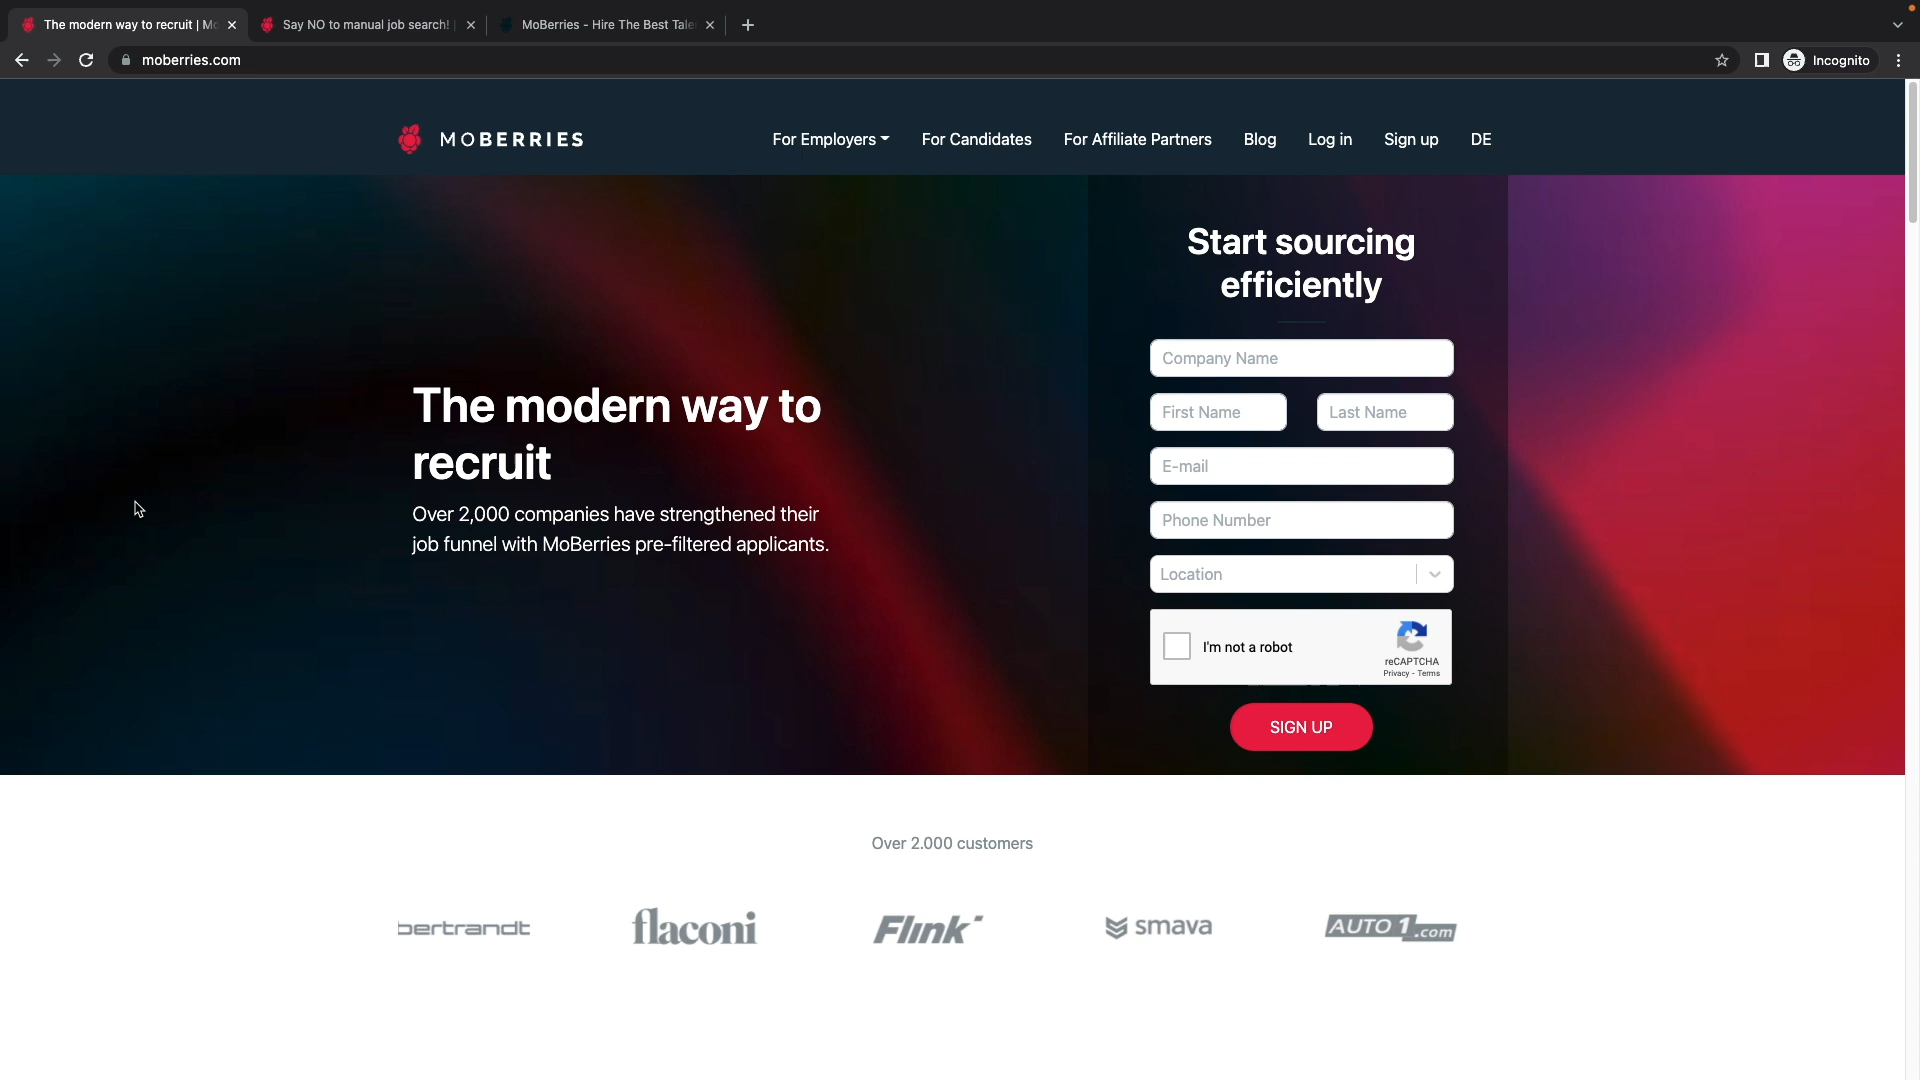 The modern way to recruit | Mo
Say NO to manual job search! |
MoBerries - Hire The Best Tale
moberries.com
Incognito
MOBERRIES
For Employers
For Candidates
For Affiliate Partners
Blog
Log in
Sign up
DE
The modern way to
recruit
Over 2,000 companies have strengthened their
job funnel with MoBerries pre-filtered applicants.
Start sourcing
efficiently
Company Name
First Name
Last Name
E-mail
Phone Number
Location
I'm not a robot
reCAPTCHA
Privacy - Terms
SIGN UP
Over 2.000 customers
bertrandt
flaconi
Flink
smava
AUTO1.com